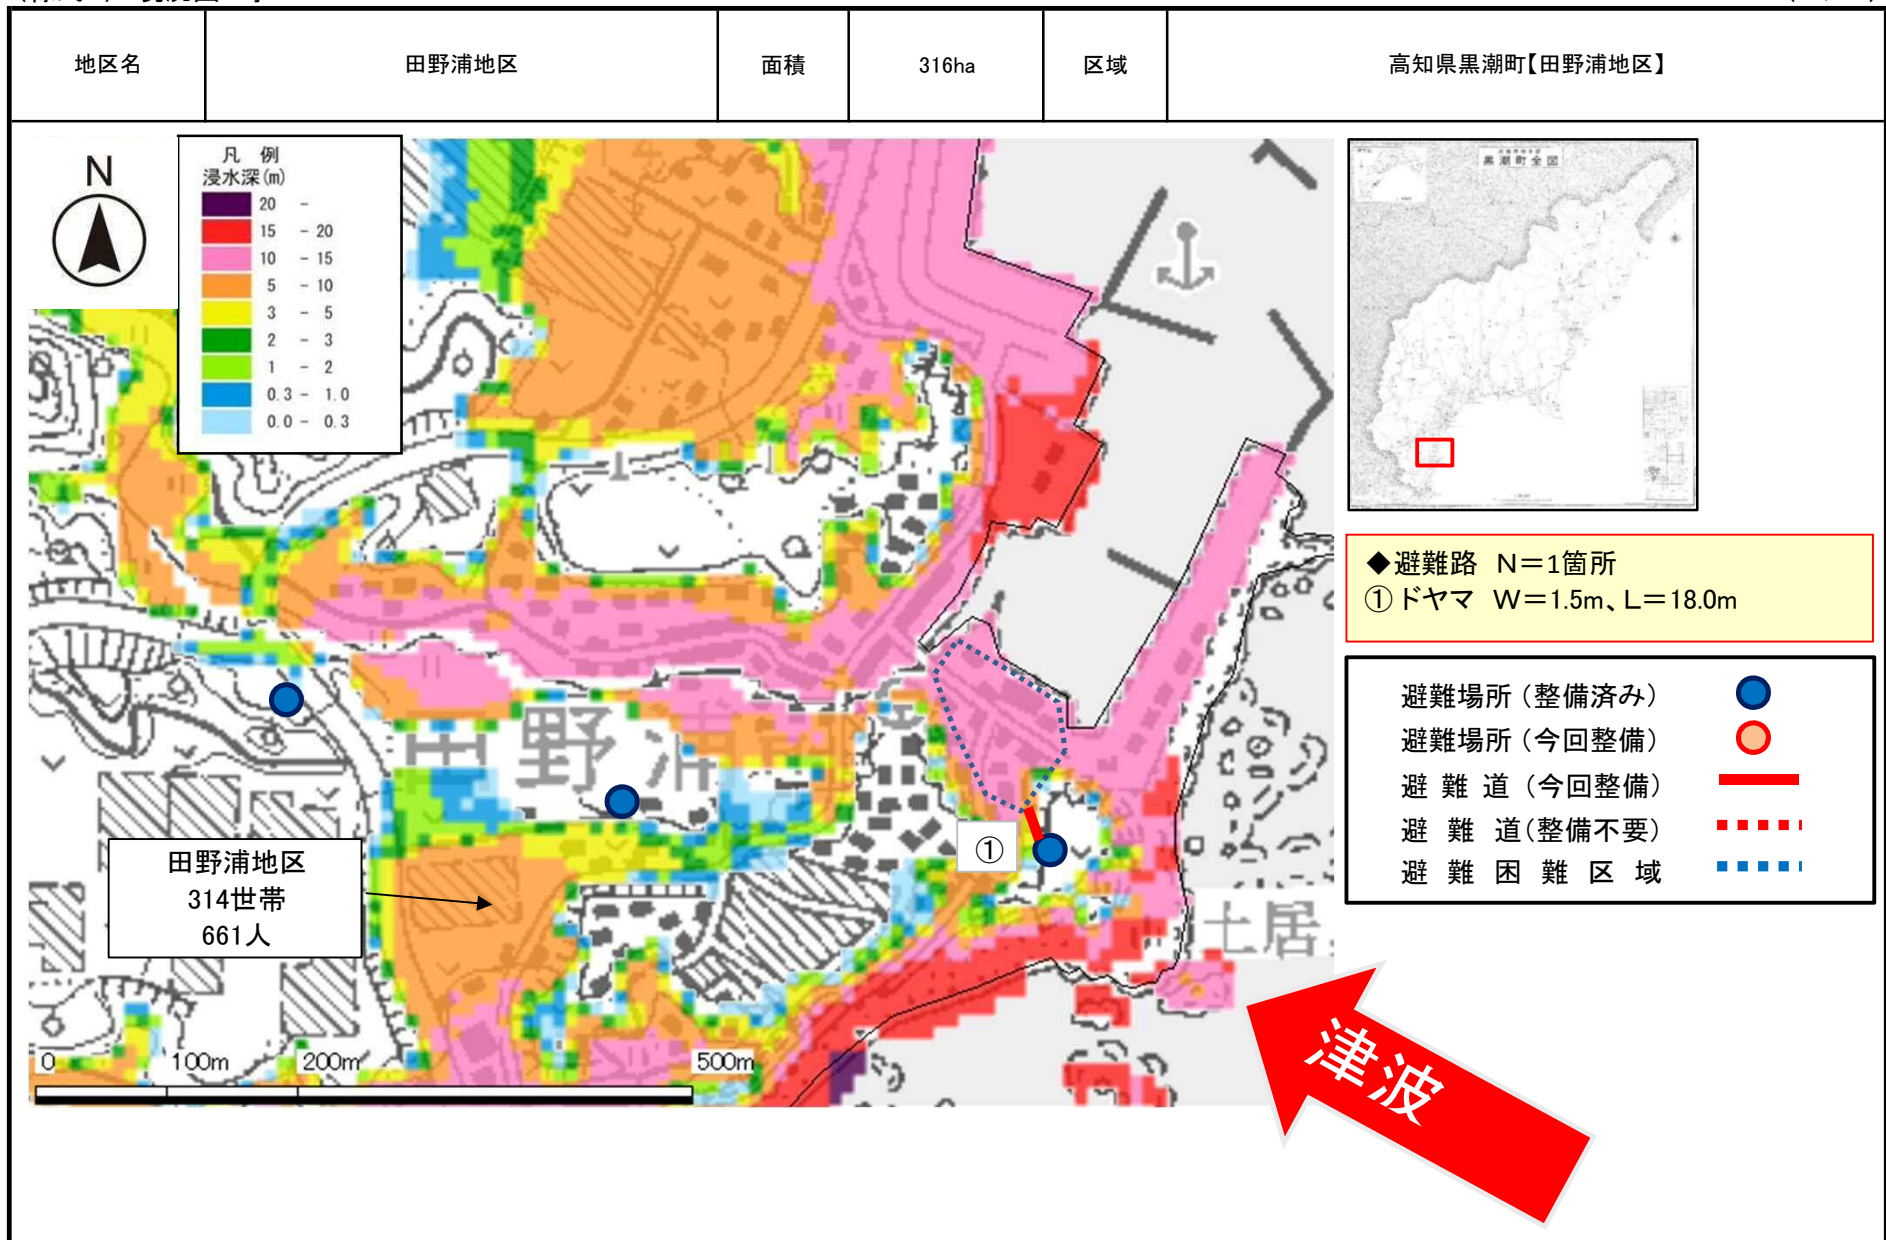 地区名 田野浦地区 面積 316ha 区域 高知県黒潮町【田野浦地区】
N
凡 例
浸水深(m)
20 -
15 - 20
10 - 15
5 - 10
3 - 5
2 - 3
1 - 2
0.3 - 1.0
0.0 - 0.3
黒潮町全図
◆避難路 N=1箇所
①ドヤマ W=1.5m、L=18.0m
避難場所(整備済み)
避難場所(今回整備)
避 難 道 (今回整備)
避 難 道(整備不要)
避 難 困 難 区 域
田野浦
①
田野浦地区
314世帯
661人
土居
津波
0 100m 200m 500m